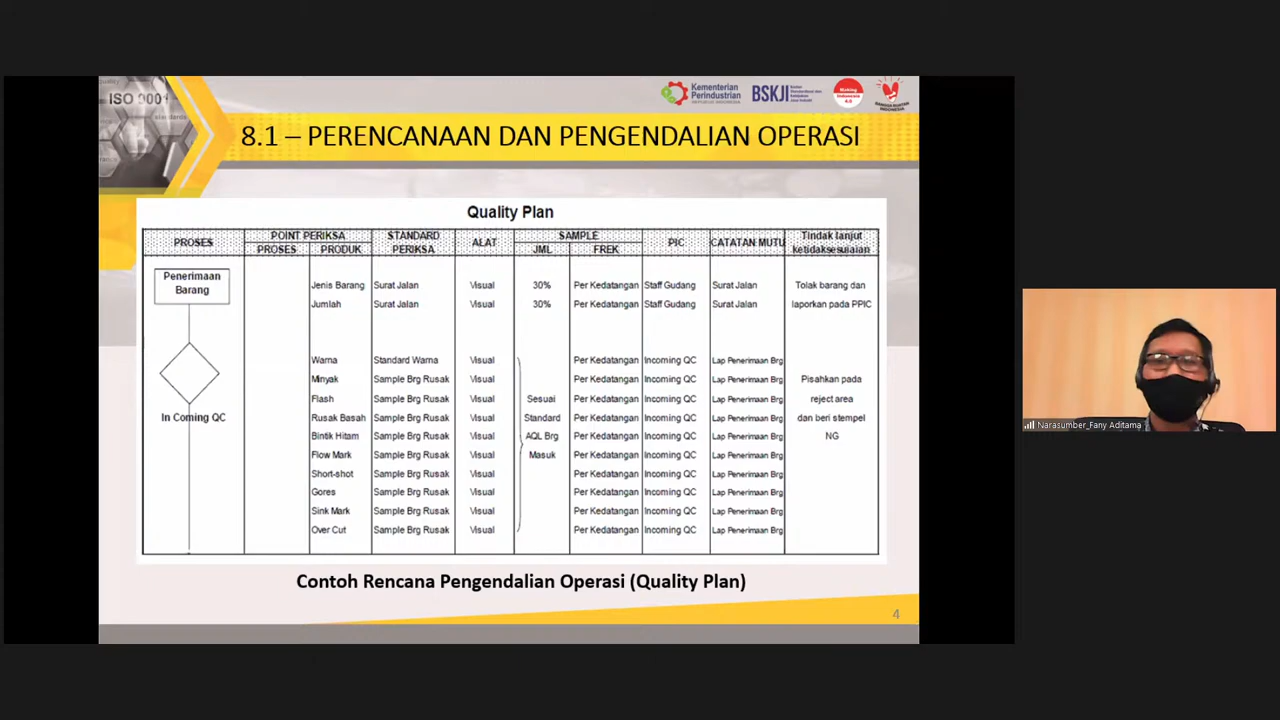 ISO 9001
Kementerian
Perindustrian
BSKJI
Making
Indonesia
4.0
BANGGA BUATAN
INDONESIA
8.1 – PERENCANAAN DAN PENGENDALIAN OPERASI
Quality Plan
PROSES POINT PERIKSA STANDARD PERIKSA ALAT SAMPLE PIC CATATAN MUTU Tindak lanjut ketidaksesuaian
PROSES PRODUK JML FREK
Penerimaan
Barang
Jenis Barang Surat Jalan Visual 30% Per Kedatangan Staff Gudang Surat Jalan Tolak barang dan
Jumlah Surat Jalan Visual 30% Per Kedatangan Staff Gudang Surat Jalan laporkan pada PPIC
Warna Standard Warna Visual Per Kedatangan Incoming QC Lap Penerimaan Brg
Minyak Sample Brg Rusak Visual Per Kedatangan Incoming QC Lap Penerimaan Brg Pisahkan pada
Flash Sample Brg Rusak Visual Sesuai Per Kedatangan Incoming QC Lap Penerimaan Brg reject area
In Coming QC Rusak Basah Sample Brg Rusak Visual Standard Per Kedatangan Incoming QC Lap Penerimaan Brg dan beri stempel
Bintik Hitam Sample Brg Rusak Visual AQL Brg Per Kedatangan Incoming QC Lap Penerimaan Brg NG
Flow Mark Sample Brg Rusak Visual Masuk Per Kedatangan Incoming QC Lap Penerimaan Brg
Short-shot Sample Brg Rusak Visual Per Kedatangan Incoming QC Lap Penerimaan Brg
Gores Sample Brg Rusak Visual Per Kedatangan Incoming QC Lap Penerimaan Brg
Sink Mark Sample Brg Rusak Visual Per Kedatangan Incoming QC Lap Penerimaan Brg
Over Cut Sample Brg Rusak Visual Per Kedatangan Incoming QC Lap Penerimaan Brg
Contoh Rencana Pengendalian Operasi (Quality Plan)
4
Narasumber_Fany Aditama